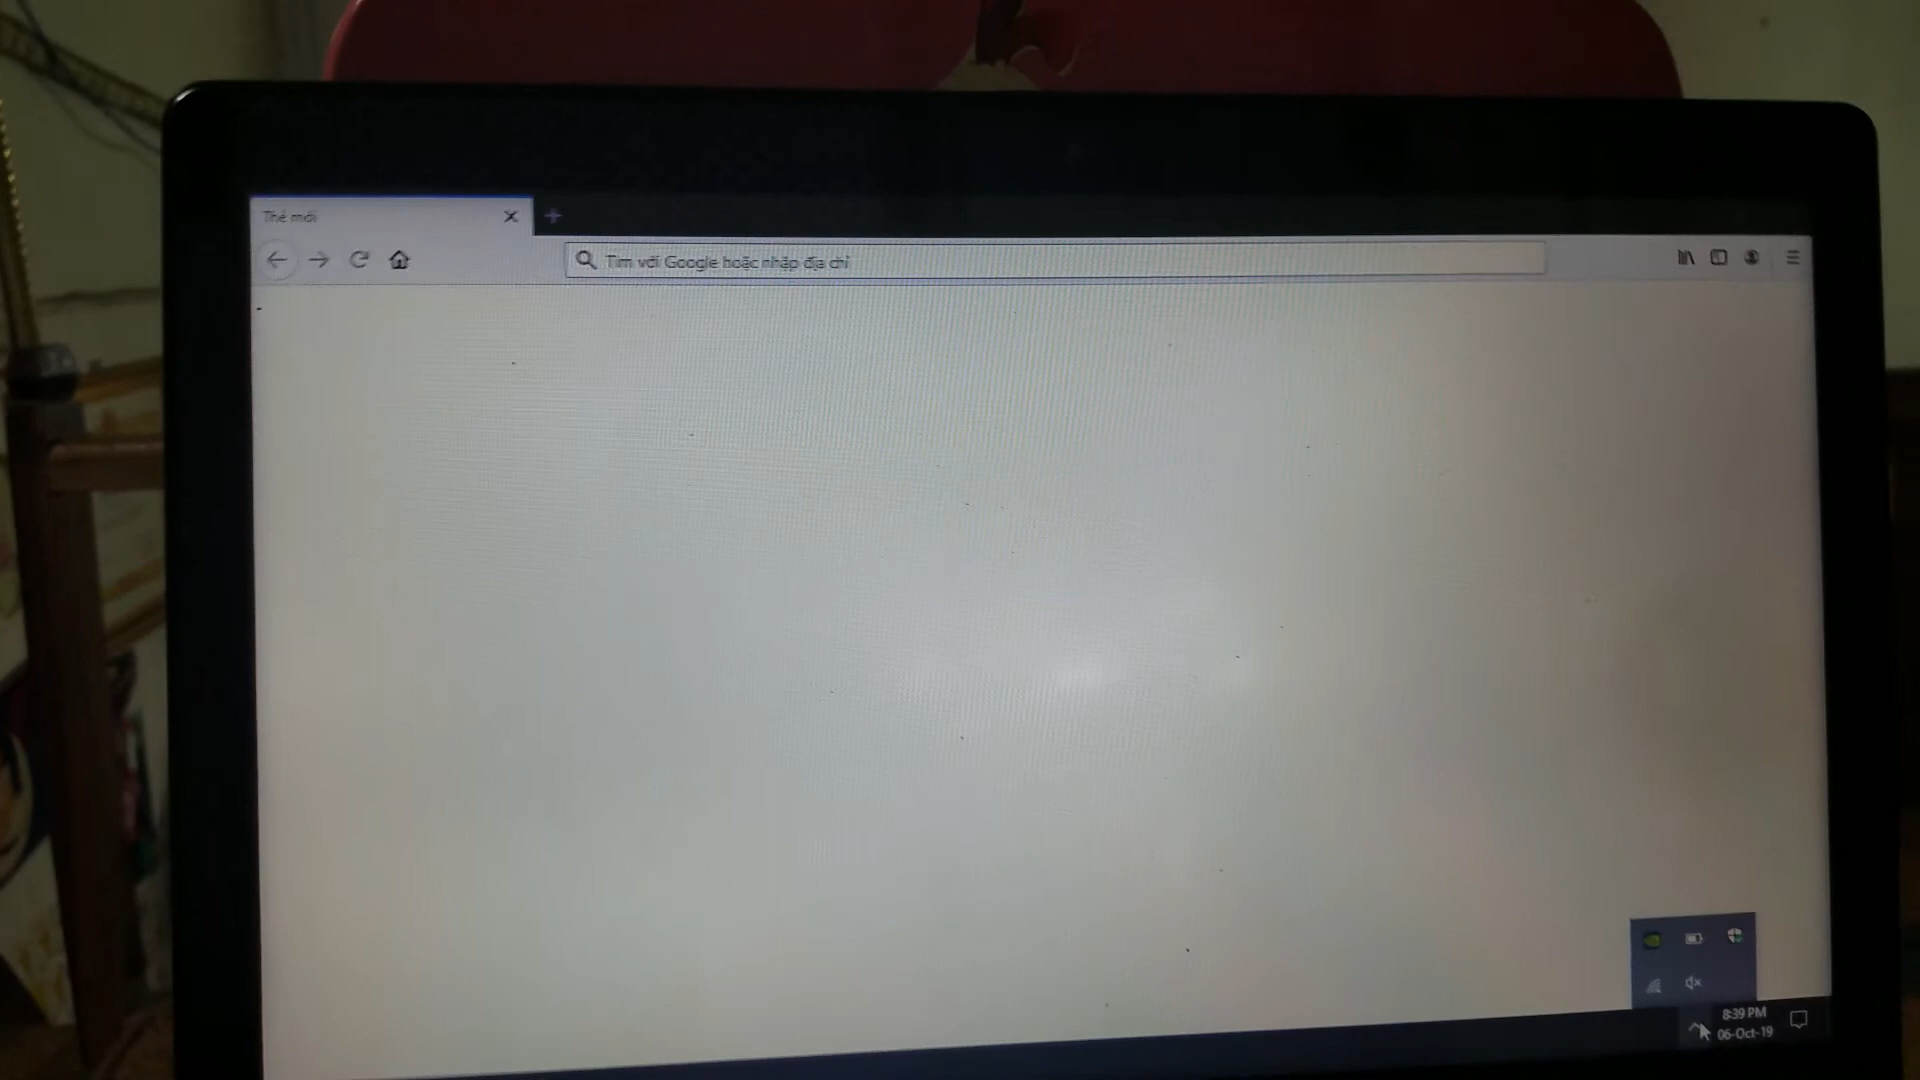 Thẻ mới
Tìm với Google hoặc nhập địa chỉ
8:39 PM
06-Oct-19